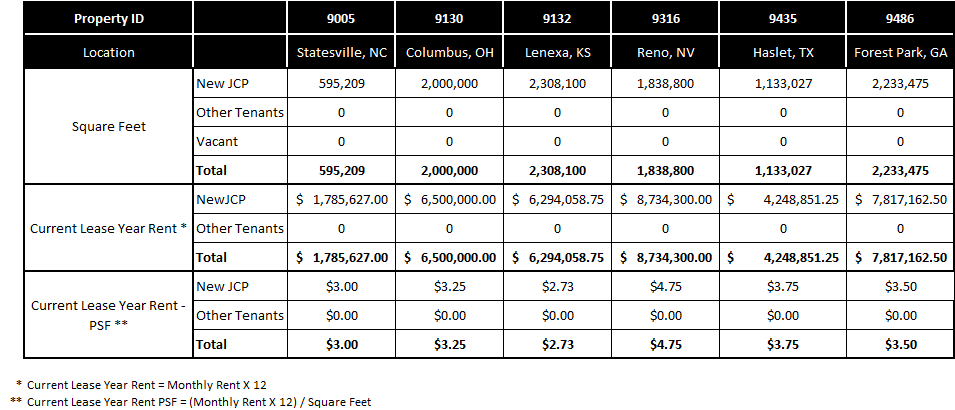 Property ID 9005 9130 9132 9316 9435 9486
Location Statesville, NC Columbus, OH Lenexa, KS Reno, NV Haslet, TX Forest Park, GA
Square Feet
New JCP 595,209 2,000,000 2,308,100 1,838,800 1,133,027 2,233,475
Other Tenants 0 0 0 0 0 0
Vacant 0 0 0 0 0 0
Total 595,209 2,000,000 2,308,100 1,838,800 1,133,027 2,233,475
Current Lease Year Rent *
NewJCP $ 1,785,627.00 $ 6,500,000.00 $ 6,294,058.75 $ 8,734,300.00 $ 4,248,851.25 $ 7,817,162.50
Other Tenants 0 0 0 0 0 0
Total $ 1,785,627.00 $ 6,500,000.00 $ 6,294,058.75 $ 8,734,300.00 $ 4,248,851.25 $ 7,817,162.50
Current Lease Year Rent -
PSF **
New JCP $3.00 $3.25 $2.73 $4.75 $3.75 $3.50
Other Tenants $0.00 $0.00 $0.00 $0.00 $0.00 $0.00
Total $3.00 $3.25 $2.73 $4.75 $3.75 $3.50
* Current Lease Year Rent = Monthly Rent X 12
** Current Lease Year Rent PSF = (Monthly Rent X 12) / Square Feet